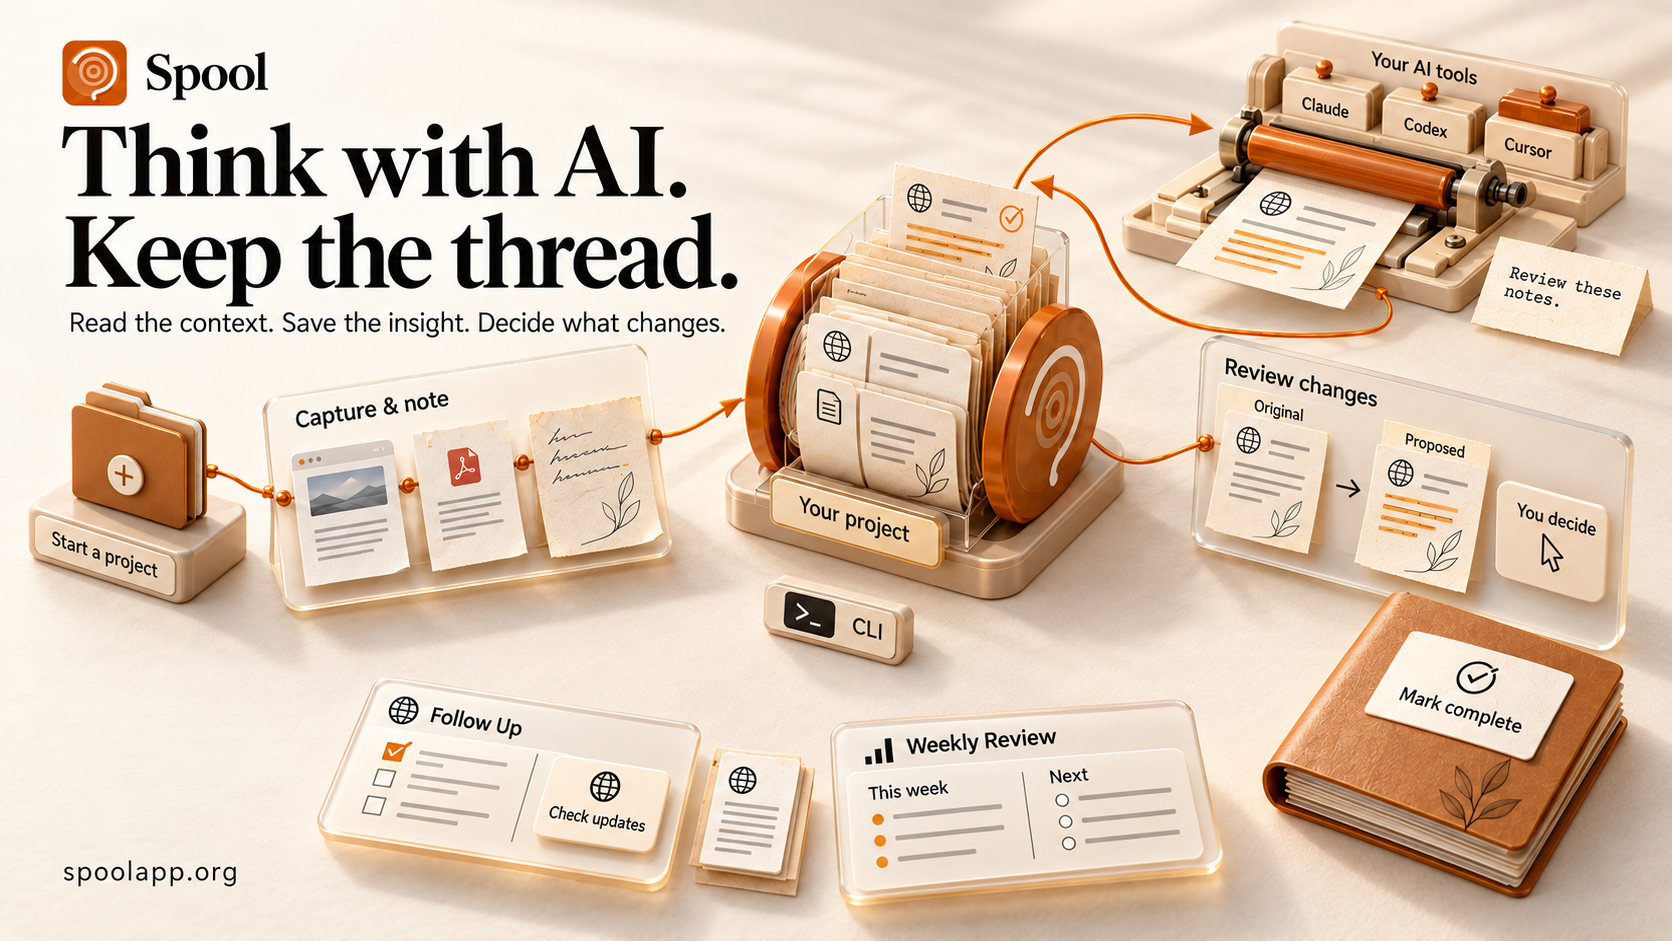 Spool
Think with AI.
Keep the thread.
Read the context. Save the insight. Decide what changes.
Your AI tools
Claude
Codex
Cursor
Review these
notes.
Start a project
Capture & note
Your project
CLI
Review changes
Original
Proposed
You decide
Mark complete
Follow Up
Check updates
Weekly Review
This week
Next
spoolapp.org